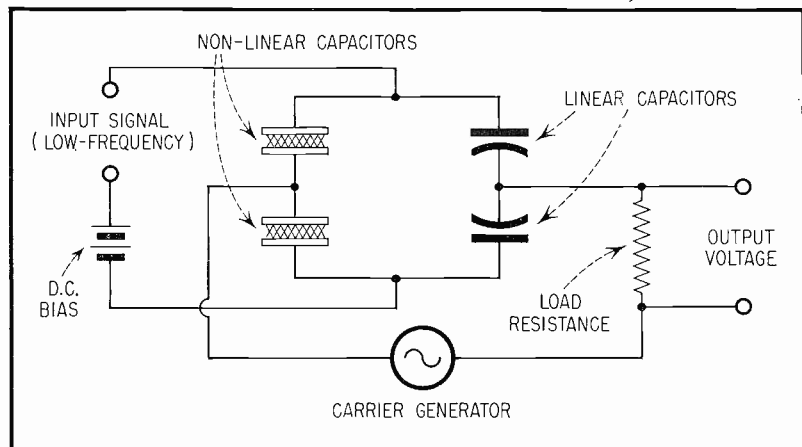 NON-LINEAR CAPACITORS
LINEAR CAPACITORS
INPUT SIGNAL
( LOW-FREQUENCY)
D.C.
BIAS
OUTPUT
VOLTAGE
LOAD
RESISTANCE
CARRIER GENERATOR